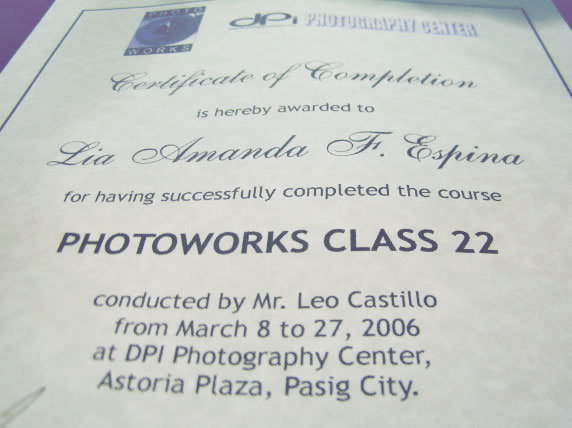 PHOTO
WORKS
dPi PHOTOGRAPHY CENTER
Certificate of Completion
is hereby awarded to
Lia Amanda F. Espina
for having successfully completed the course
PHOTOWORKS CLASS 22
conducted by Mr. Leo Castillo
from March 8 to 27, 2006
at DPI Photography Center,
Astoria Plaza, Pasig City.